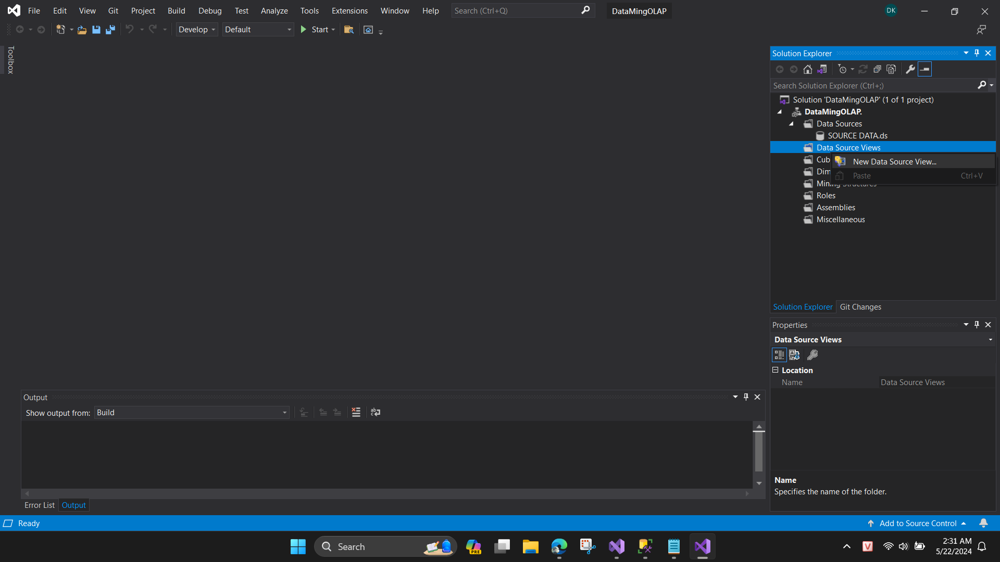 File Edit View Git Project Build Debug Test Analyze Tools Extensions Window Help Search (Ctrl+Q) DataMingOLAP DK
Develop Default Start
Toolbox
Solution Explorer
Search Solution Explorer (Ctrl+;)
Solution 'DataMingOLAP' (1 of 1 project)
DataMingOLAP.
Data Sources
SOURCE DATA.ds
Data Source Views
Cub
New Data Source View...
Dim
Paste Ctrl+V
Mining Structures
Roles
Assemblies
Miscellaneous
Solution Explorer Git Changes
Properties
Data Source Views
Location
Name Data Source Views
Name
Specifies the name of the folder.
Output
Show output from: Build
Error List Output
Ready Add to Source Control
Search PRE V 2:31 AM
5/22/2024